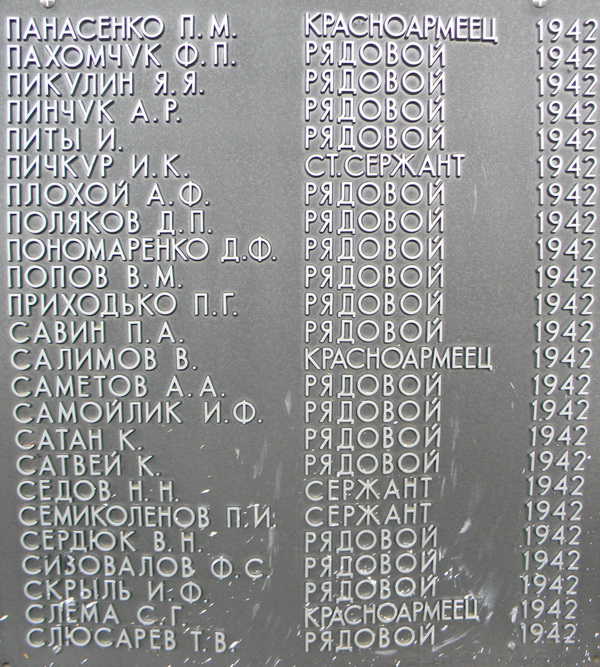 ПАНАСЕНКО П.М. КРАСНОАРМЕЕЦ 1942
ПАХОМЧУК Ф.П. РЯДОВОЙ 1942
ПИКУЛИН Я.Я. РЯДОВОЙ 1942
ПИНЧУК А.Р. РЯДОВОЙ 1942
ПИТЫ И. РЯДОВОЙ 1942
ПИЧКУР И.К. СТ.СЕРЖАНТ 1942
ПЛОХОЙ А.Ф. РЯДОВОЙ 1942
ПОЛЯКОВ Д.П. РЯДОВОЙ 1942
ПОНОМАРЕНКО Д.Ф. РЯДОВОЙ 1942
ПОПОВ В.М. РЯДОВОЙ 1942
ПРИХОДЬКО П.Г. РЯДОВОЙ 1942
САВИН П.А. РЯДОВОЙ 1942
САЛИМОВ В. КРАСНОАРМЕЕЦ 1942
САМЕТОВ А.А. РЯДОВОЙ 1942
САМОЙЛИК И.Ф. РЯДОВОЙ 1942
САТАН К. РЯДОВОЙ 1942
САТВЕЙ К. РЯДОВОЙ 1942
СЕДОВ Н.Н. СЕРЖАНТ 1942
СЕМИКОЛЕНОВ П.И. СЕРЖАНТ 1942
СЕРДЮК В.Н. РЯДОВОЙ 1942
СИЗОВАЛОВ Ф.С РЯДОВОЙ 1942
СКРЫЛЬ И.Ф. РЯДОВОЙ 1942
СЛЁМА С.Г. КРАСНОАРМЕЕЦ 1942
СЛЮСАРЕВ Т.В. РЯДОВОЙ 1942